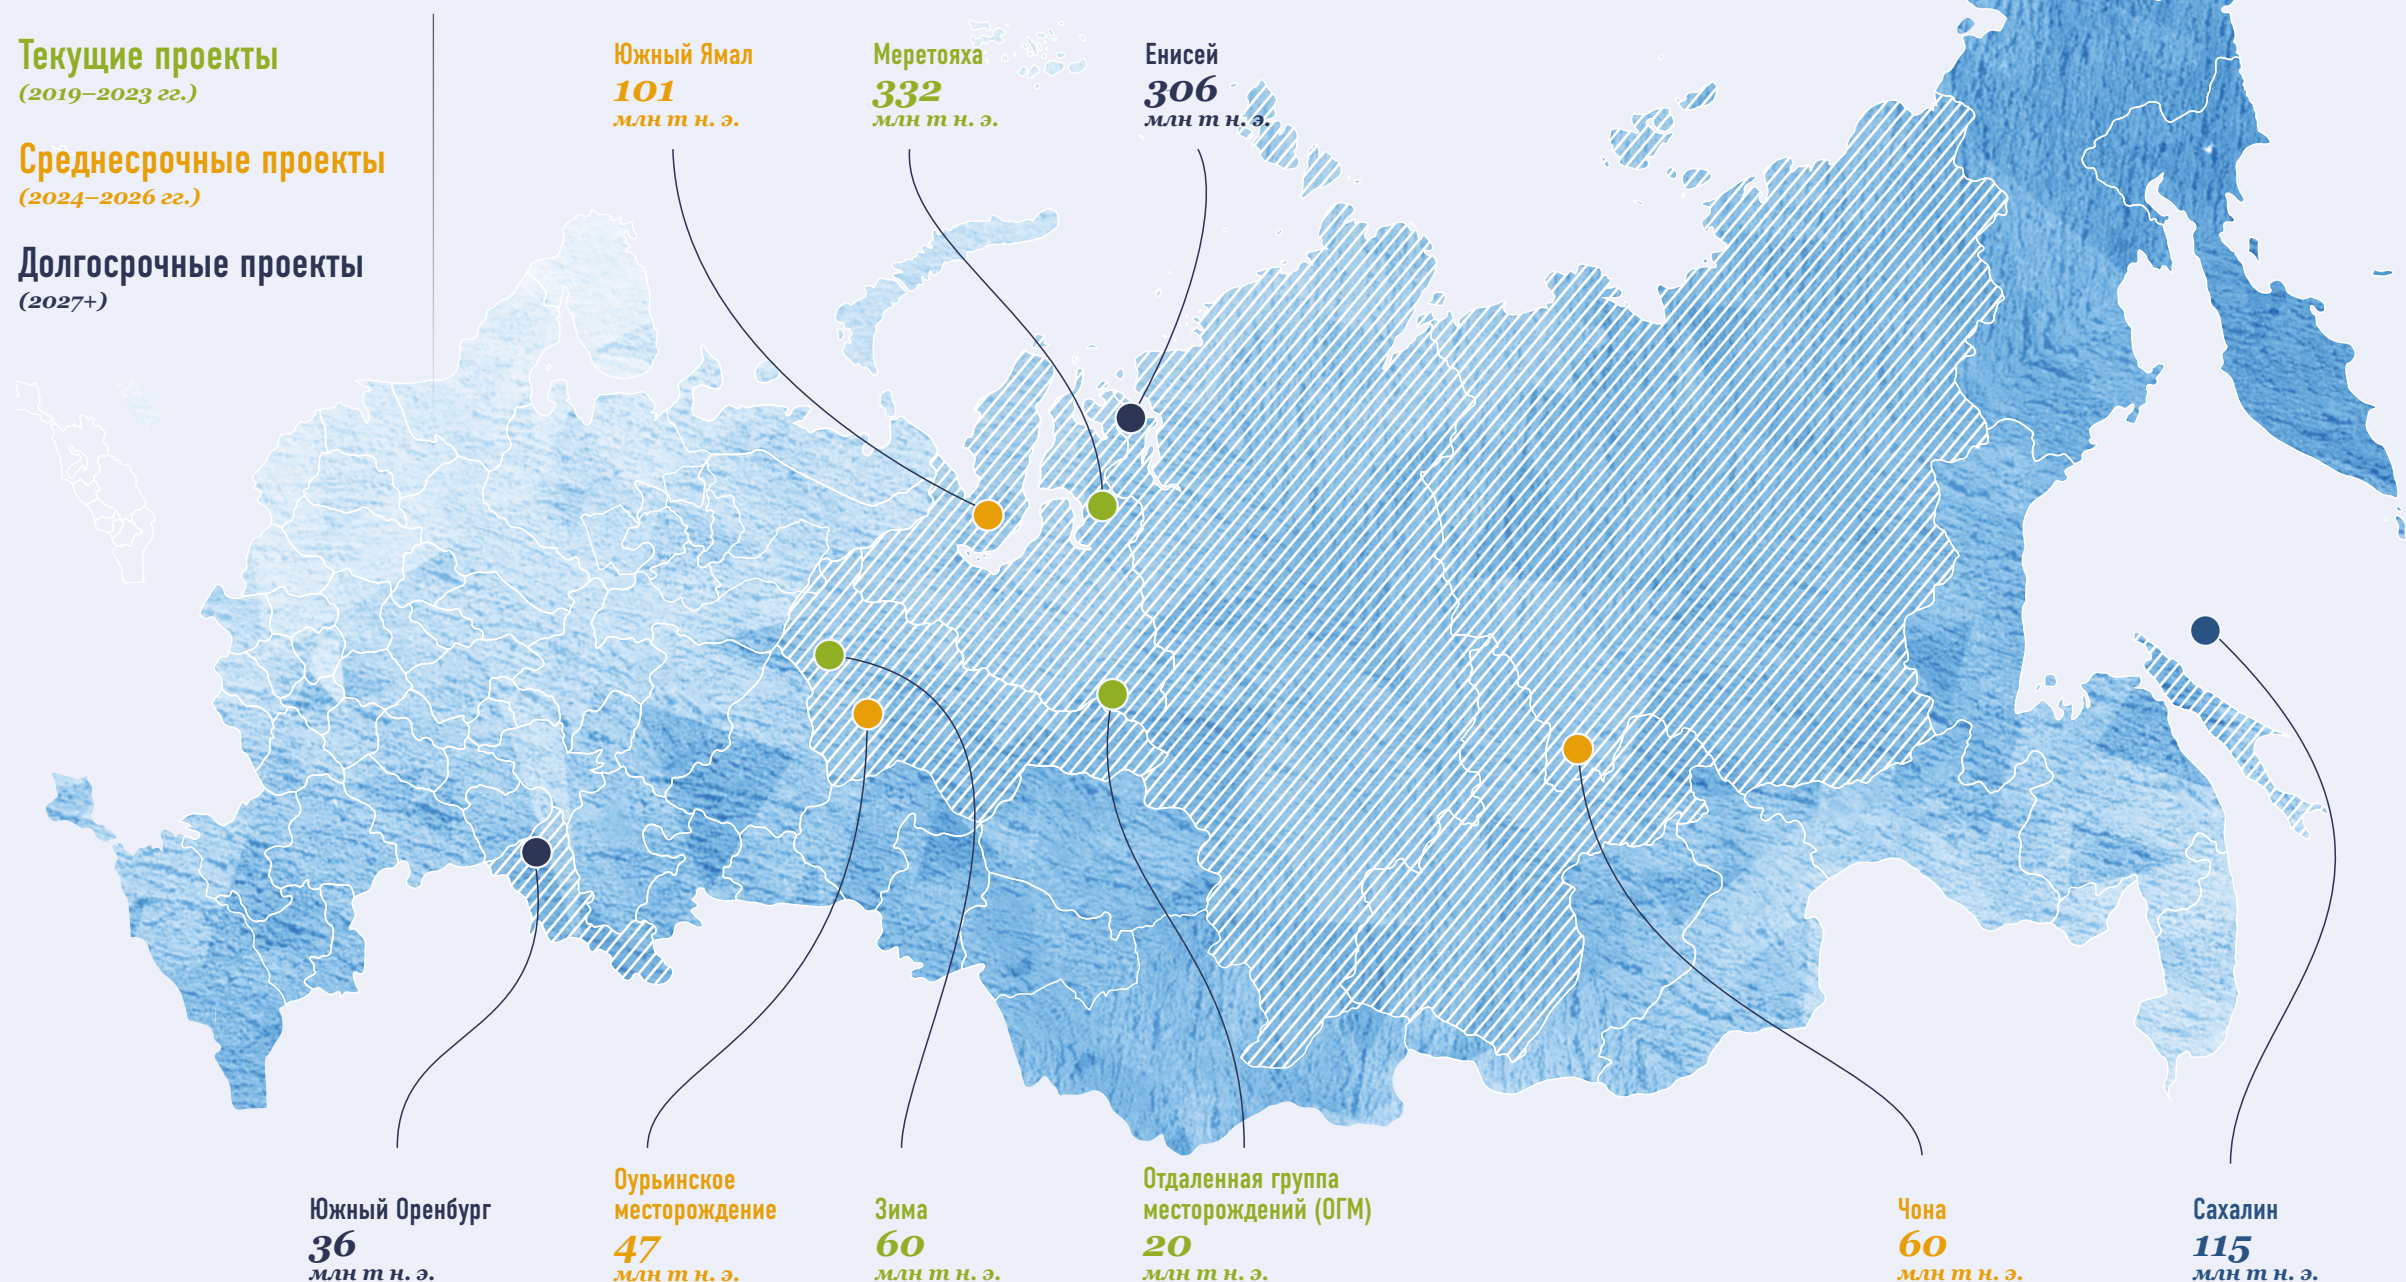 Текущие проекты
(2019–2023 гг.)
Среднесрочные проекты
(2024–2026 гг.)
Долгосрочные проекты
(2027+)
Южный Ямал
101
млн т н. э.
Меретояха
332
млн т н. э.
Енисей
306
млн т н. э.
Южный Оренбург
36
млн т н. э.
Оурьинское
месторождение
47
млн т н. э.
Зима
60
млн т н. э.
Отдаленная группа
месторождений (ОГМ)
20
млн т н. э.
Чона
60
млн т н. э.
Сахалин
115
млн т н. э.